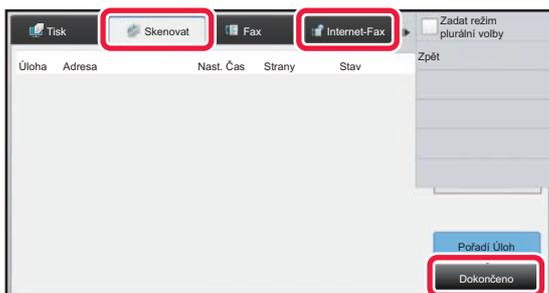 Tisk
Skenovat
Fax
Internet-Fax
Zadat režim
plurální volby
Úloha Adresa Nast. Čas Strany Stav
Zpět
Pořadí Úloh
Dokončeno